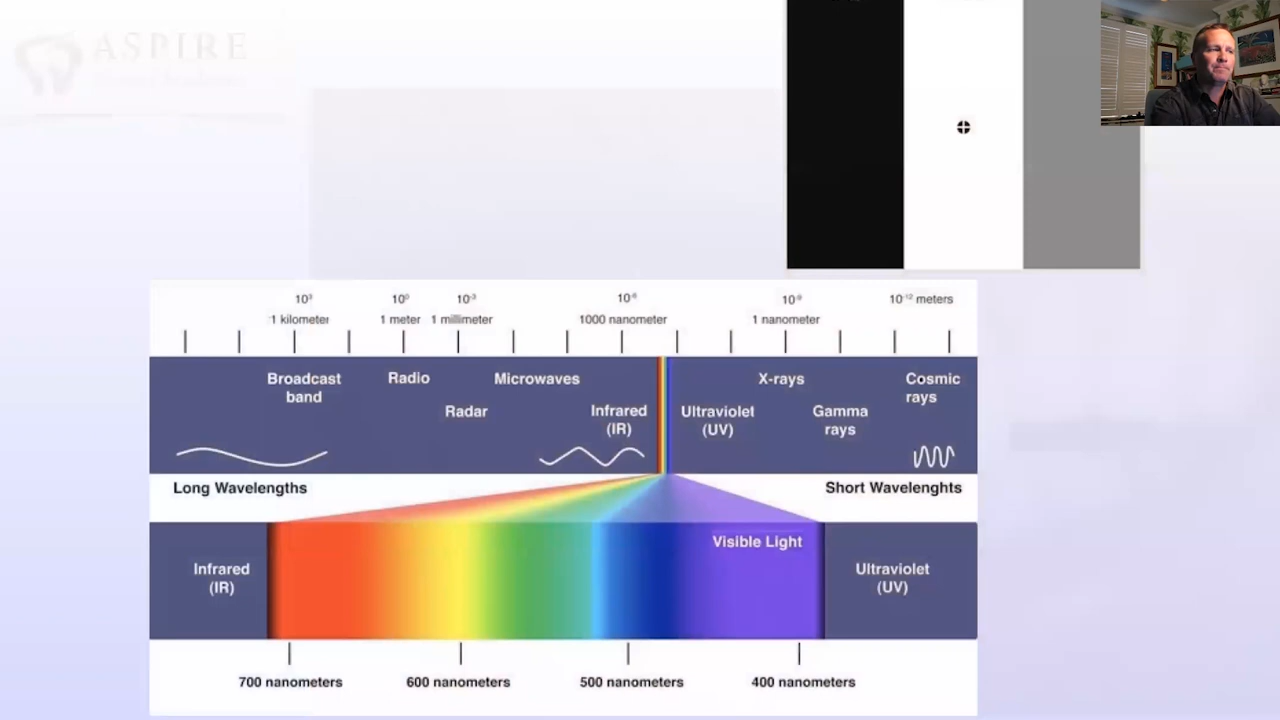 ASPIRE
10³
10⁰
10⁻³
10⁻⁶
10⁻⁹
10⁻¹² meters
1 kilometer
1 meter
1 millimeter
1000 nanometer
1 nanometer
Broadcast
band
Radio
Radar
Microwaves
Infrared
(IR)
Ultraviolet
(UV)
X-rays
Gamma
rays
Cosmic
rays
Long Wavelengths
Short Wavelenghts
Visible Light
Infrared
(IR)
Ultraviolet
(UV)
700 nanometers
600 nanometers
500 nanometers
400 nanometers